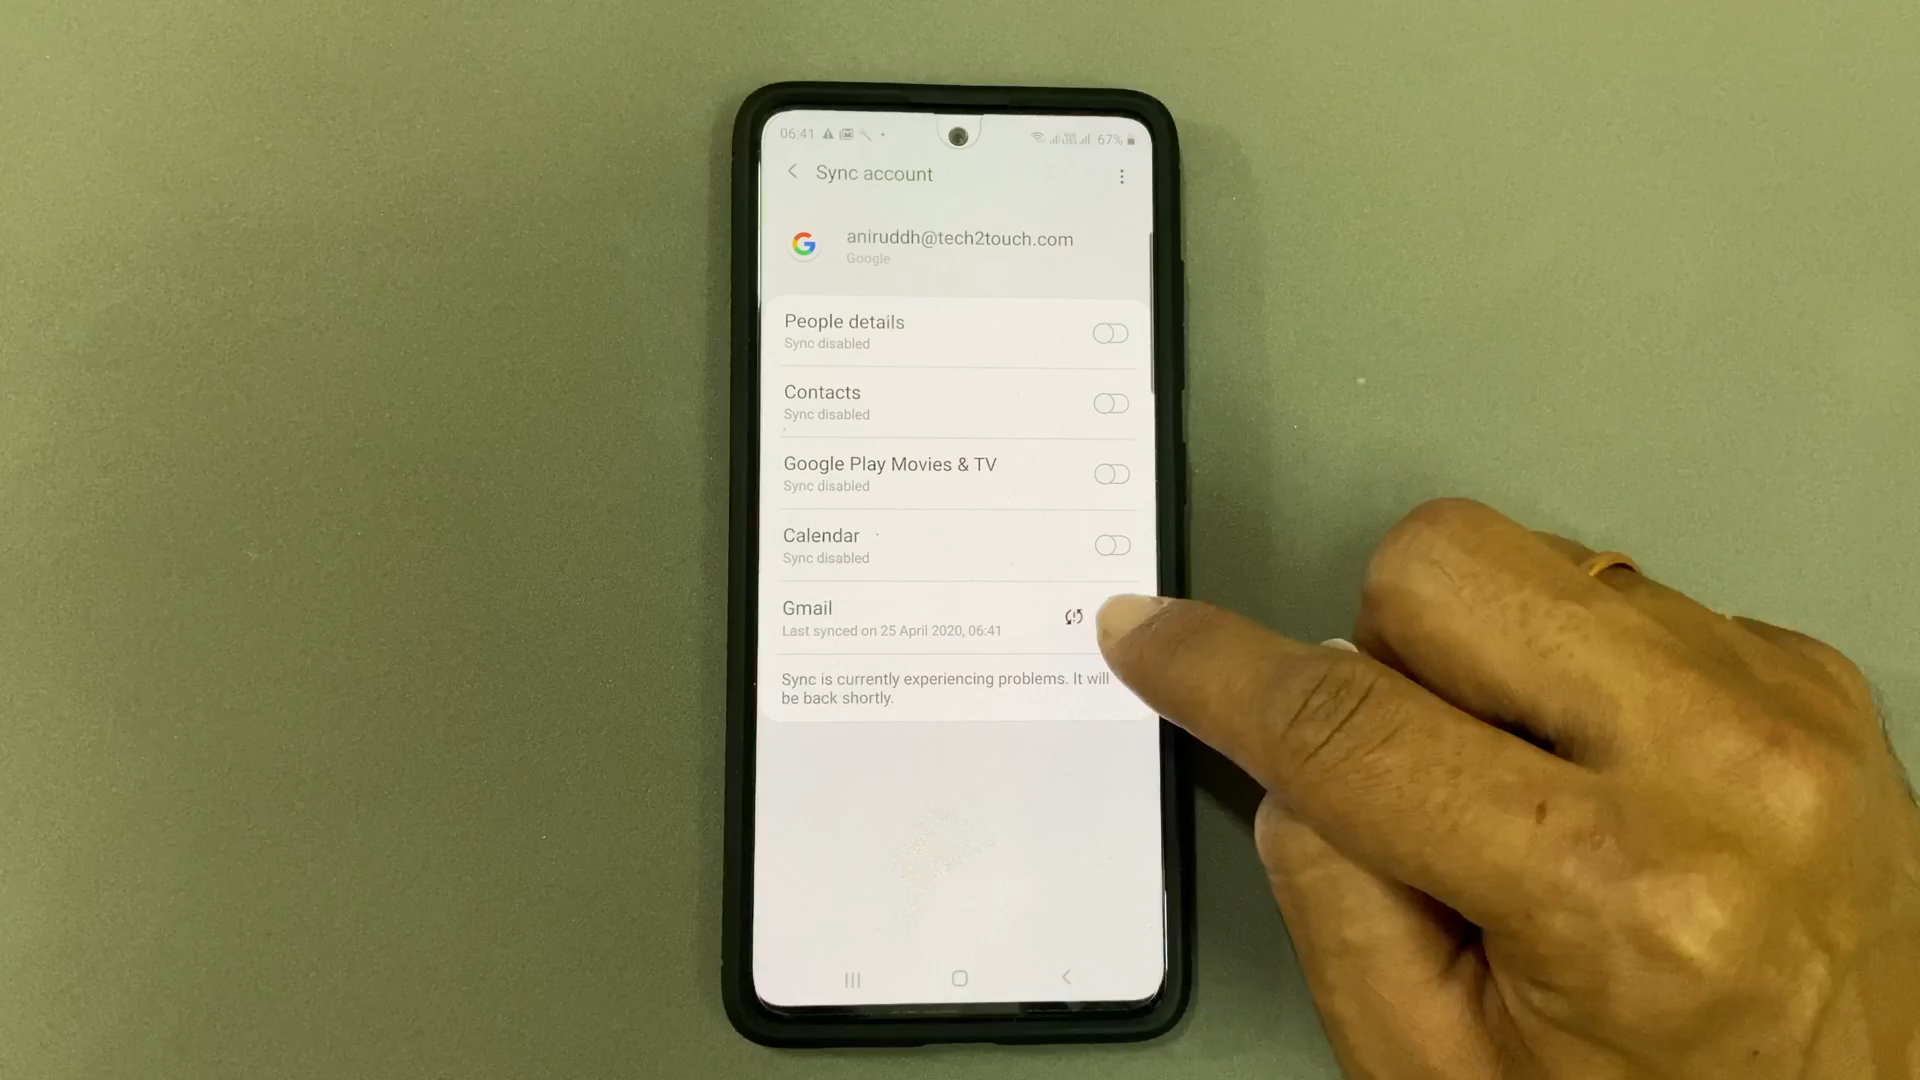 06:41 67%
Sync account
aniruddh@tech2touch.com
Google
People details
Sync disabled
Contacts
Sync disabled
Google Play Movies & TV
Sync disabled
Calendar
Sync disabled
Gmail
Last synced on 25 April 2020, 06:41
Sync is currently experiencing problems. It will
be back shortly.